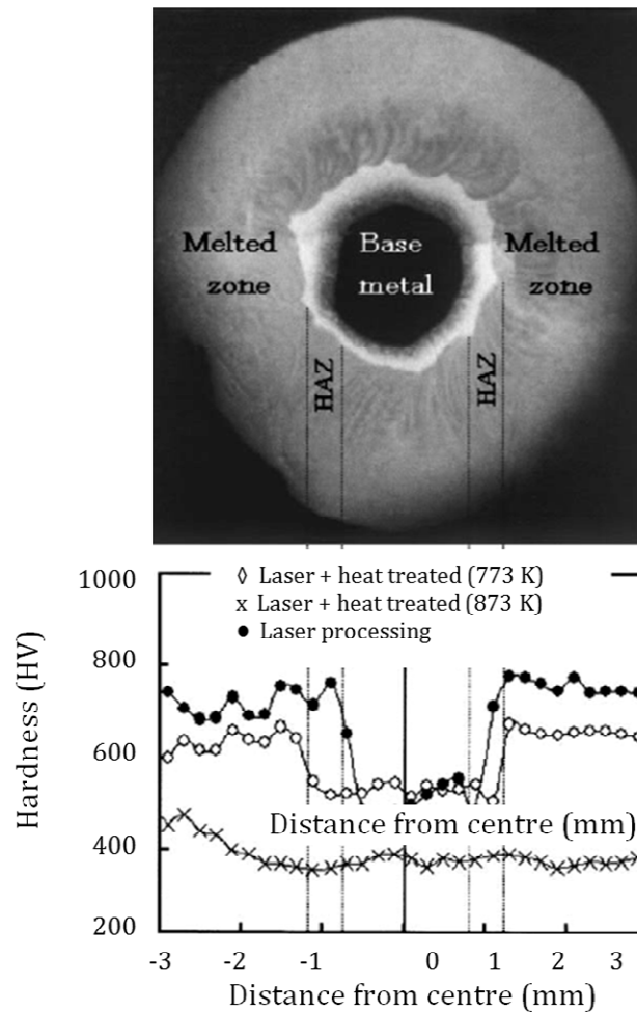 Melted
zone
Base
metal
Melted
zone
HAZ
HAZ
◊ Laser + heat treated (773 K)
x Laser + heat treated (873 K)
● Laser processing
Hardness (HV)
1000
800
600
400
200
Distance from centre (mm)
-3 -2 -1 0 1 2 3
Distance from centre (mm)